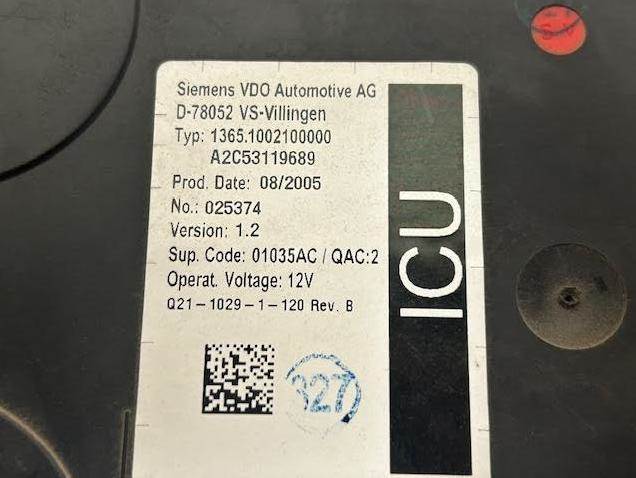 Siemens VDO Automotive AG
D-78052 VS-Villingen
Typ: 1365.1002100000
A2C53119689
Prod. Date: 08/2005
No.: 025374
Version: 1.2
Sup. Code: 01035AC / QAC:2
Operat. Voltage: 12V
Q21-1029-1-120 Rev. B
327
ICU